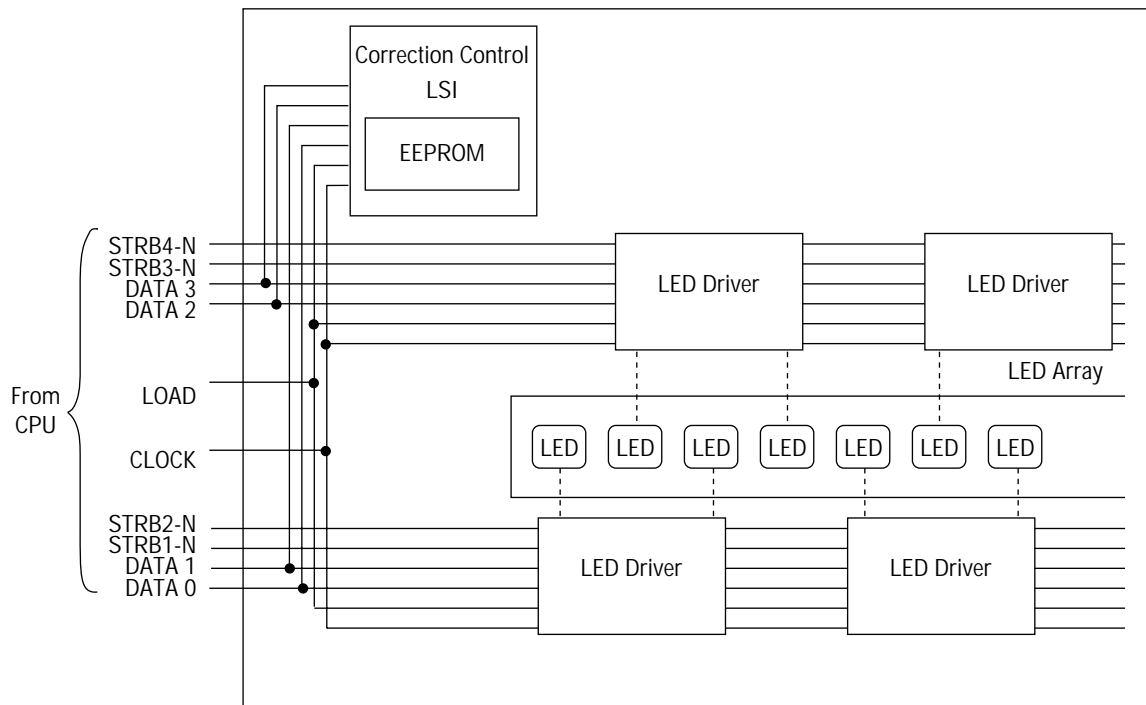 Correction Control
LSI
EEPROM
STRB4-N
STRB3-N
DATA 3
DATA 2
LED Driver
LED Driver
LED Array
From
CPU
LOAD
CLOCK
LED
LED
LED
LED
LED
LED
LED
STRB2-N
STRB1-N
DATA 1
DATA 0
LED Driver
LED Driver